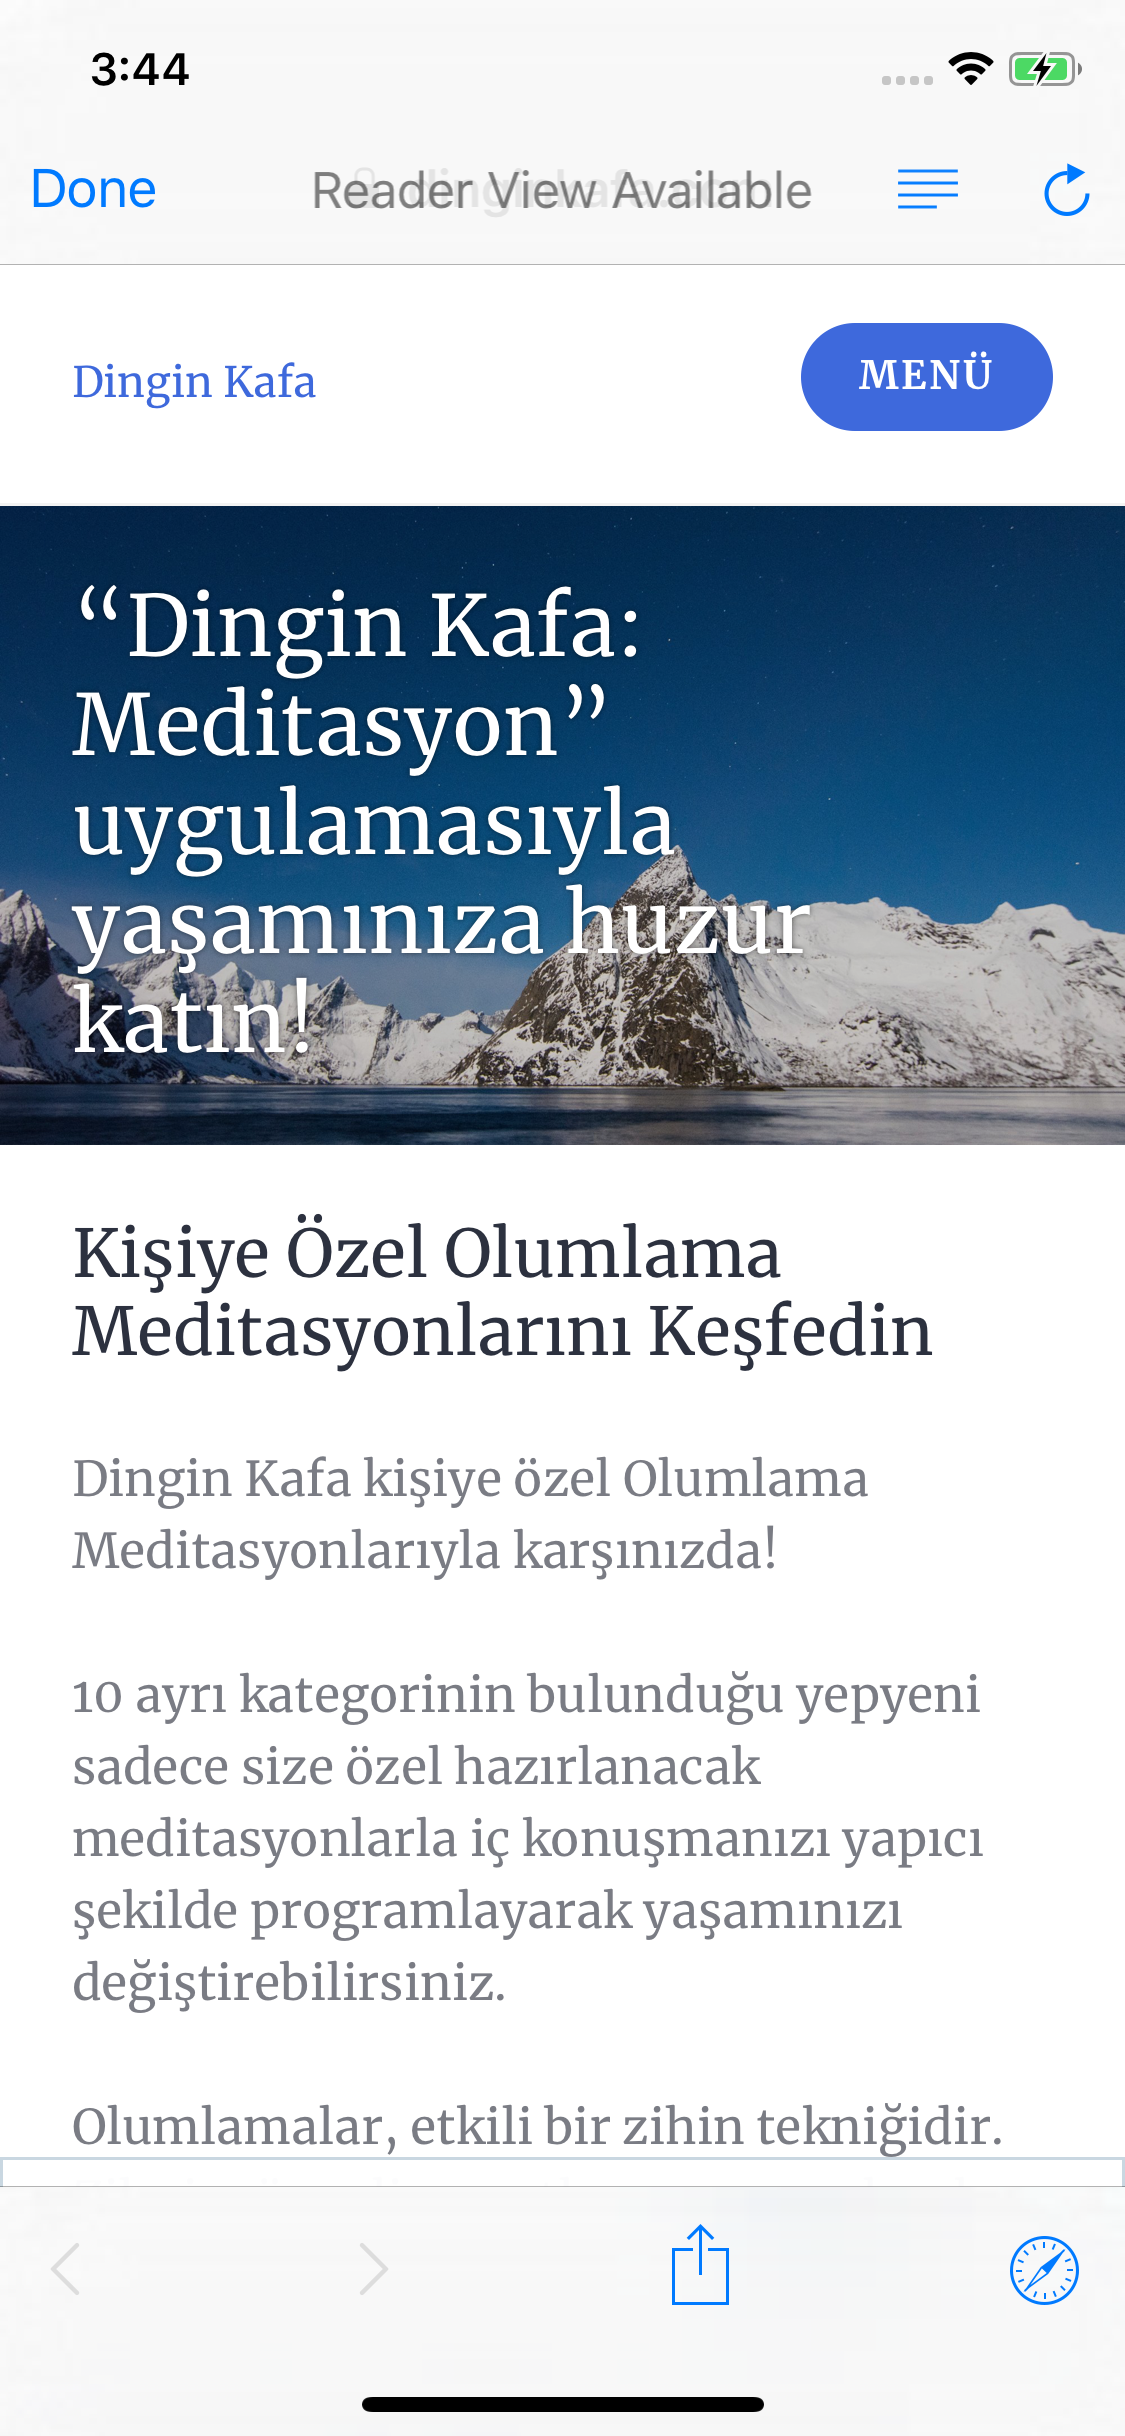 3:44
Done
Reader View Available
Dingin Kafa
MENÜ
“Dingin Kafa:
Meditasyon”
uygulamasıyla
yaşamınıza huzur
katın!
Kişiye Özel Olumlama
Meditasyonlarını Keşfedin
Dingin Kafa kişiye özel Olumlama
Meditasyonlarıyla karşınızda!
10 ayrı kategorinin bulunduğu yepyeni
sadece size özel hazırlanacak
meditasyonlarla iç konuşmanızı yapıcı
şekilde programlayarak yaşamınızı
değiştirebilirsiniz.
Olumlamalar, etkili bir zihin tekniğidir.